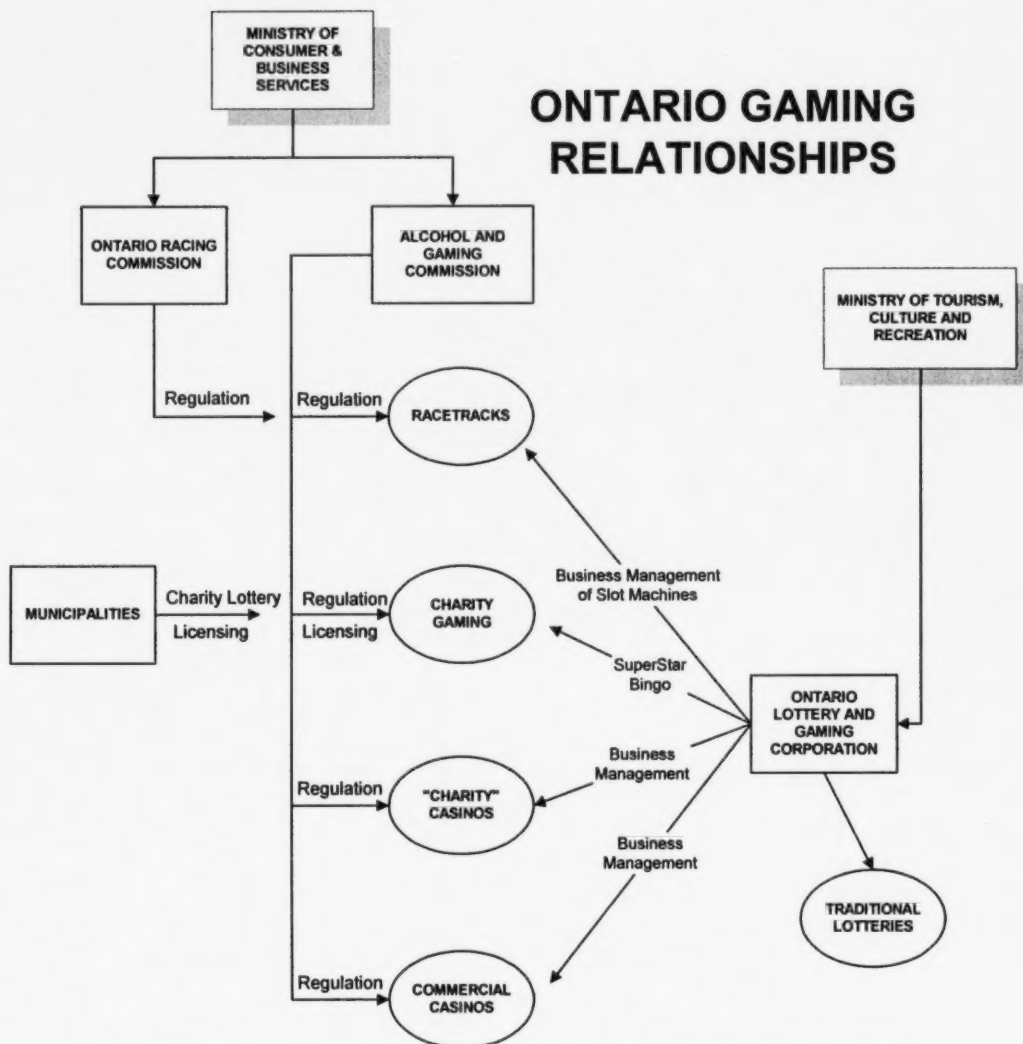 MINISTRY OF
CONSUMER &
BUSINESS
SERVICES
ONTARIO GAMING
RELATIONSHIPS
ONTARIO RACING
COMMISSION
ALCOHOL AND
GAMING
COMMISSION
MINISTRY OF TOURISM,
CULTURE AND
RECREATION
Regulation
Regulation
RACETRACKS
Business Management
of Slot Machines
MUNICIPALITIES
Charity Lottery
Licensing
Regulation
Licensing
CHARITY
GAMING
SuperStar
Bingo
ONTARIO
LOTTERY AND
GAMING
CORPORATION
Business
Management
Regulation
"CHARITY"
CASINOS
Business
Management
TRADITIONAL
LOTTERIES
Regulation
COMMERCIAL
CASINOS